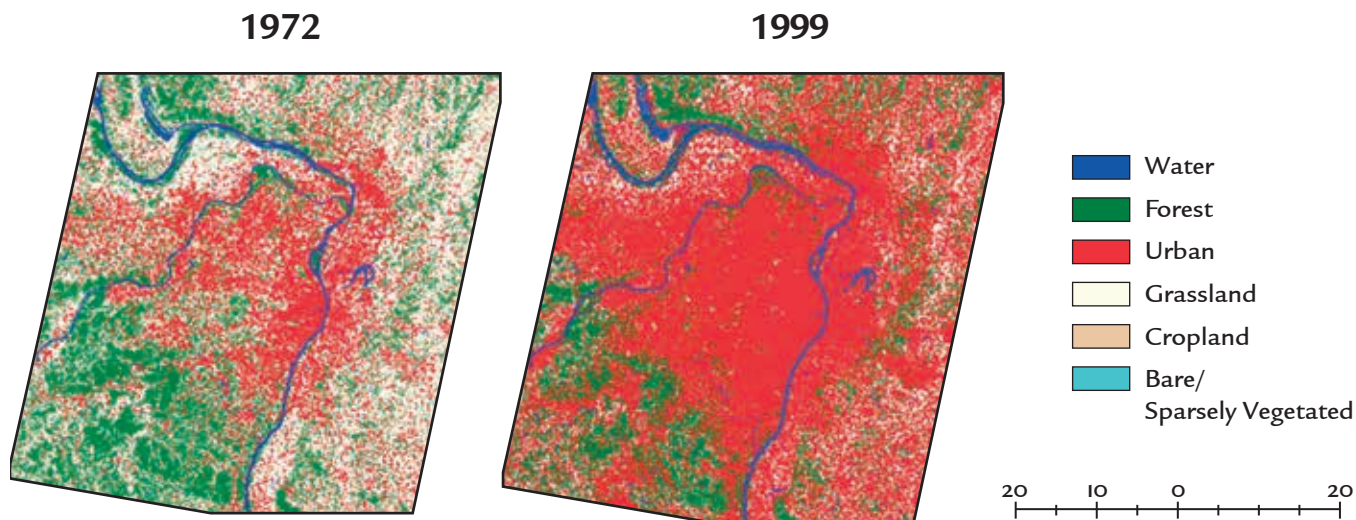 1972
1999
Water
Forest
Urban
Grassland
Cropland
Bare/
Sparsely Vegetated
20 10 0 20